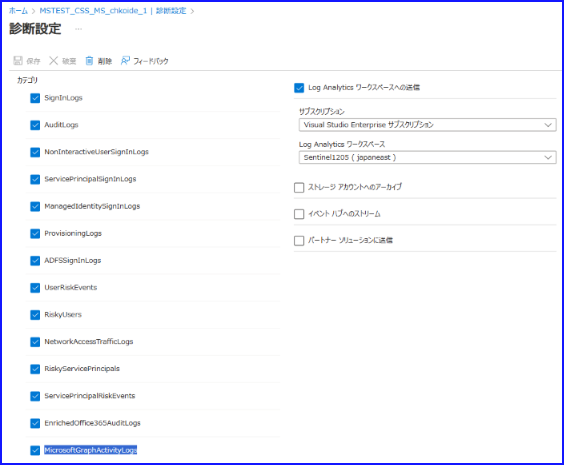 ホーム > MSTEST_CSS_MS_chkoide_1 | 診断設定 >
診断設定 ...
保存 破棄 削除 フィードバック
カテゴリ
SignInLogs
AuditLogs
NonInteractiveUserSignInLogs
ServicePrincipalSignInLogs
ManagedIdentitySignInLogs
ProvisioningLogs
ADFSSignInLogs
UserRiskEvents
RiskyUsers
NetworkAccessTrafficLogs
RiskyServicePrincipals
ServicePrincipalRiskEvents
EnrichedOffice365AuditLogs
MicrosoftGraphActivityLogs
Log Analytics ワークスペースへの送信
サブスクリプション
Visual Studio Enterprise サブスクリプション
Log Analytics ワークスペース
Sentinel1205 ( japaneast )
ストレージ アカウントへのアーカイブ
イベント ハブへのストリーム
パートナー ソリューションに送信